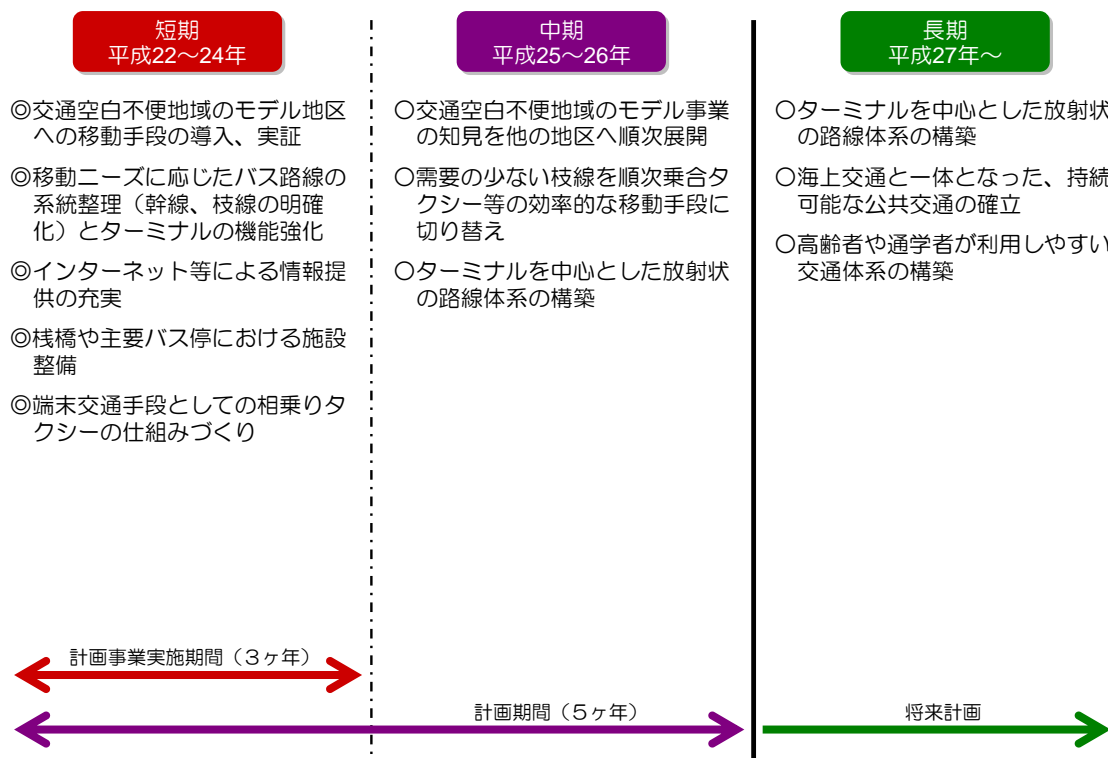 短期
平成22～24年
◎交通空白不便地域のモデル地区
への移動手段の導入、実証
◎移動ニーズに応じたバス路線の
系統整理（幹線、枝線の明確
化）とターミナルの機能強化
◎インターネット等による情報提
供の充実
◎桟橋や主要バス停における施設
整備
◎端末交通手段としての相乗りタ
クシーの仕組みづくり
中期
平成25～26年
○交通空白不便地域のモデル事業
の知見を他の地区へ順次展開
○需要の少ない枝線を順次乗合タ
クシー等の効率的な移動手段に
切り替え
○ターミナルを中心とした放射状
の路線体系の構築
長期
平成27年～
○ターミナルを中心とした放射状
の路線体系の構築
○海上交通と一体となった、持続
可能な公共交通の確立
○高齢者や通学者が利用しやすい
交通体系の構築
計画事業実施期間（３ヶ年）
計画期間（５ヶ年）
将来計画